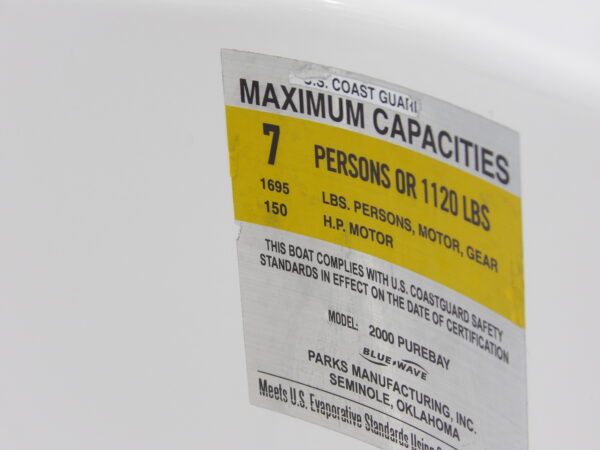 U.S. COAST GUARD
MAXIMUM CAPACITIES
7 PERSONS OR 1120 LBS
1695 LBS. PERSONS, MOTOR, GEAR
150 H.P. MOTOR
THIS BOAT COMPLIES WITH U.S. COASTGUARD SAFETY
STANDARDS IN EFFECT ON THE DATE OF CERTIFICATION
MODEL: 2000 PUREBAY
BLUE WAVE
PARKS MANUFACTURING, INC.
SEMINOLE, OKLAHOMA
Meets U.S. Evaporative Standards Using